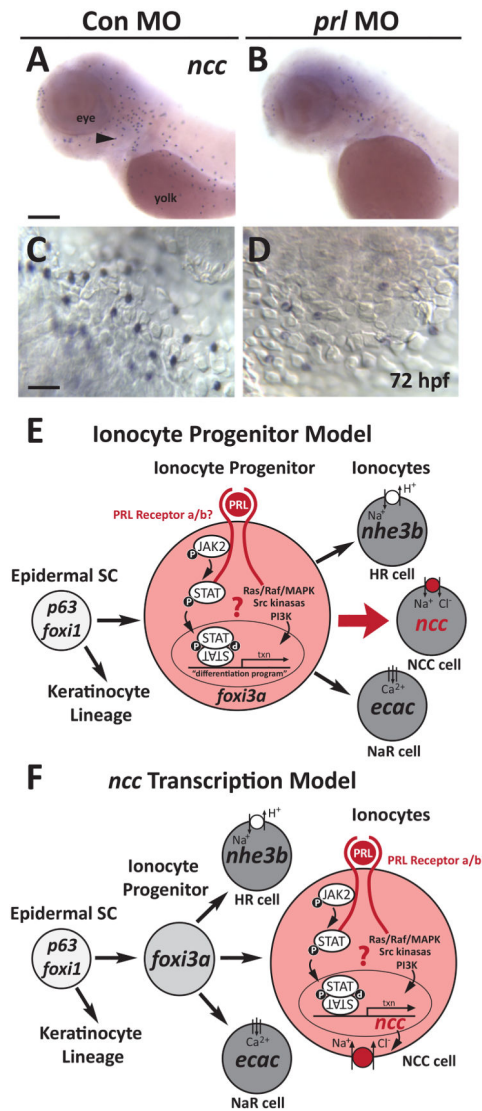 Con MO
prl MO
A
ncc
B
eye
yolk
C
D
72 hpf
E
Ionocyte Progenitor Model
Ionocyte Progenitor
Ionocytes
PRL
PRL Receptor a/b?
H+
Na+
nhe3b
HR cell
JAK2
P
STAT
P
?
Ras/Raf/MAPK
Src kinasas
PI3K
Epidermal SC
p63
foxi1
Keratinocyte
Lineage
STAT
P
P
STAT
txn
"differentiation program"
foxi3a
Na+ Cl-
ncc
NCC cell
Ca2+
ecac
NaR cell
F
ncc Transcription Model
Ionocytes
H+
Na+
nhe3b
HR cell
PRL
PRL Receptor a/b
Ionocyte
Progenitor
JAK2
P
Epidermal SC
p63
foxi1
foxi3a
STAT
P
?
Ras/Raf/MAPK
Src kinasas
PI3K
Keratinocyte
Lineage
STAT
P
P
STAT
txn
ncc
Na+ Cl-
NCC cell
Ca2+
ecac
NaR cell